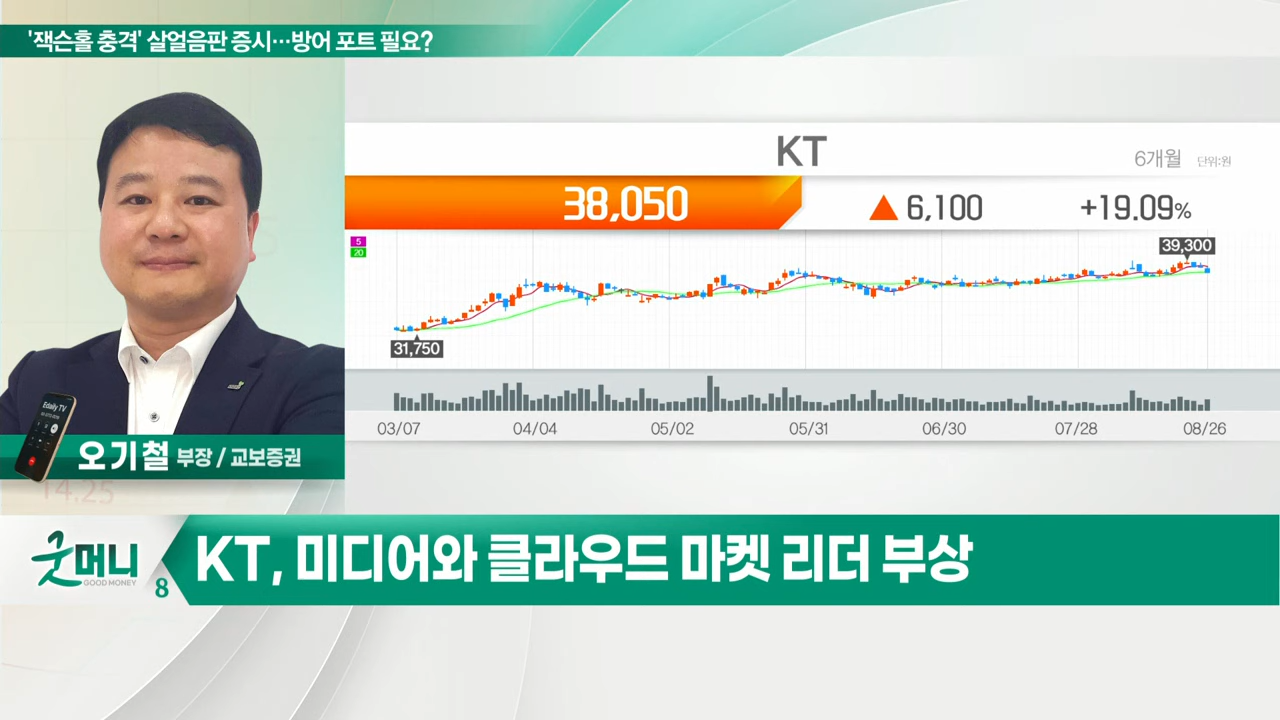 '잭슨홀 충격' 살얼음판 증시…방어 포트 필요?
KT
6개월 단위:원
38,050 ▲ 6,100 +19.09%
5
20
39,300
31,750
03/07 04/04 05/02 05/31 06/30 07/28 08/26
Edaily TV
오기철 부장 / 교보증권
14.25
굿머니
GOOD MONEY
8
KT, 미디어와 클라우드 마켓 리더 부상